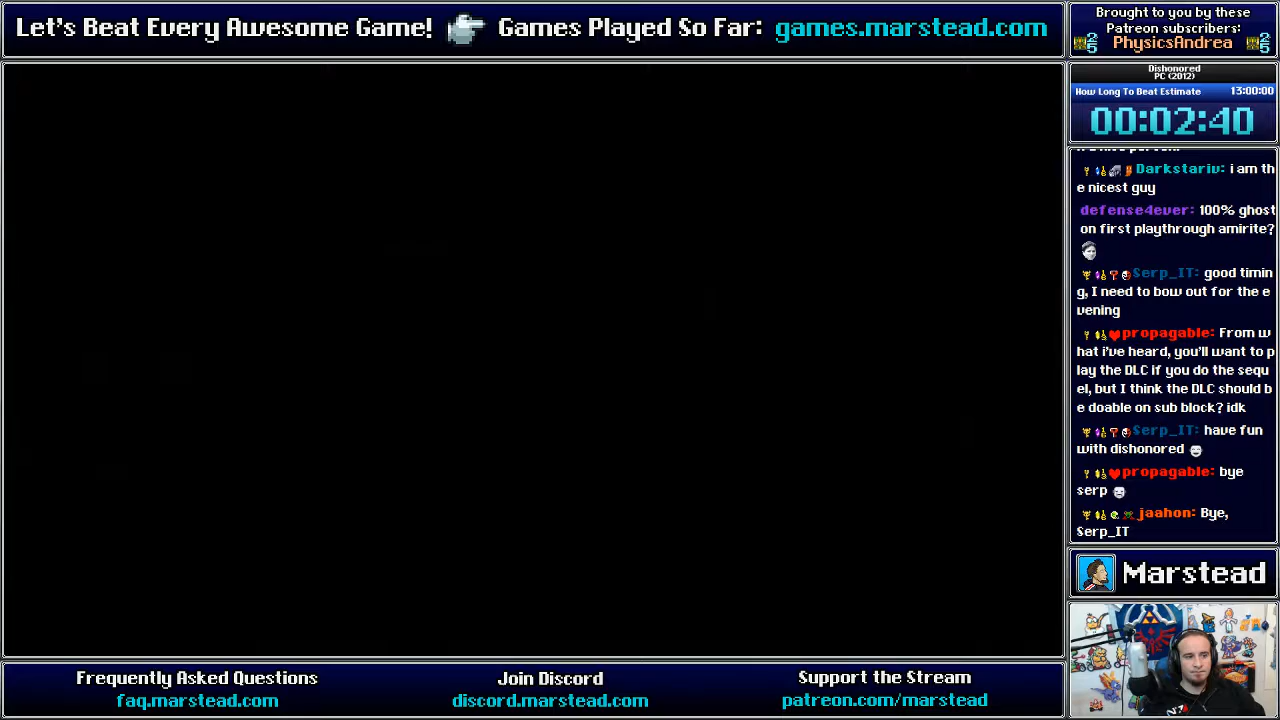 Let's Beat Every Awesome Game! Games Played So Far: games.marstead.com
Brought to you by these
Patreon subscribers:
25 PhysicsAndrea 25
Dishonored
PC (2012)
How Long To Beat Estimate 13:00:00
00:02:40
Darkstariv: i am th
e nicest guy
defense4ever: 100% ghost
on first playthrough amirite?
Serp_IT: good timin
g, I need to bow out for the e
vening
propagable: From w
hat i've heard, you'll want to p
lay the DLC if you do the sequ
el, but I think the DLC should b
e doable on sub block? idk
Serp_IT: have fun
with dishonored
propagable: bye
serp
jaahon: Bye,
Serp_IT
Marstead
Frequently Asked Questions
faq.marstead.com
Join Discord
discord.marstead.com
Support the Stream
patreon.com/marstead